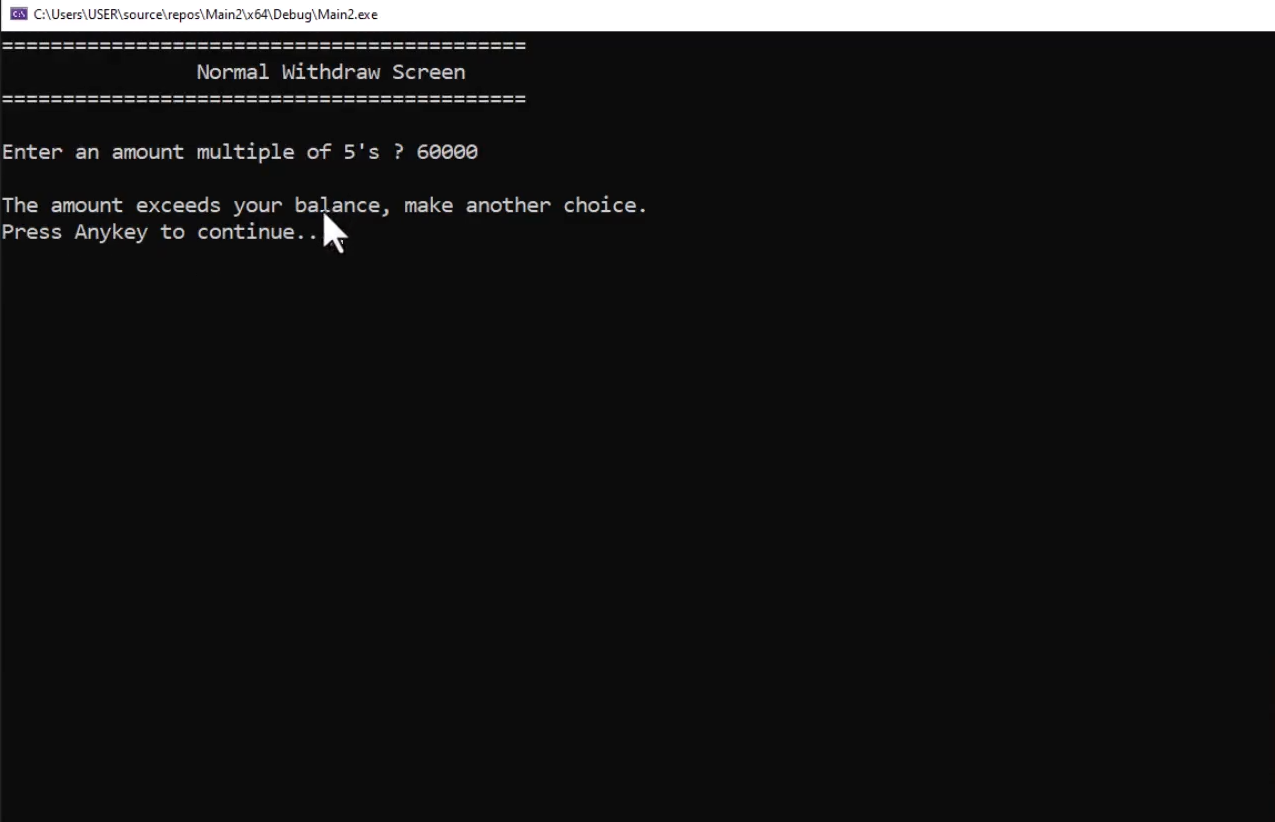 C:\Users\USER\source\repos\Main2\x64\Debug\Main2.exe
===========================================
Normal Withdraw Screen
===========================================
Enter an amount multiple of 5's ? 60000
The amount exceeds your balance, make another choice.
Press Anykey to continue..